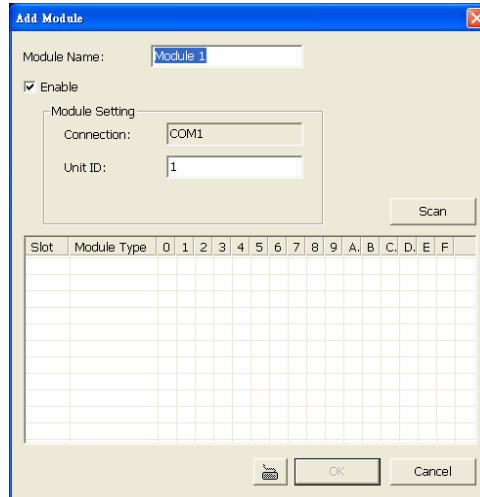 Add Module
Module Name: Module 1
Enable
Module Setting
Connection: COM1
Unit ID: 1
Scan
Slot Module Type 0 1 2 3 4 5 6 7 8 9 A. B C. D. E F
OK Cancel